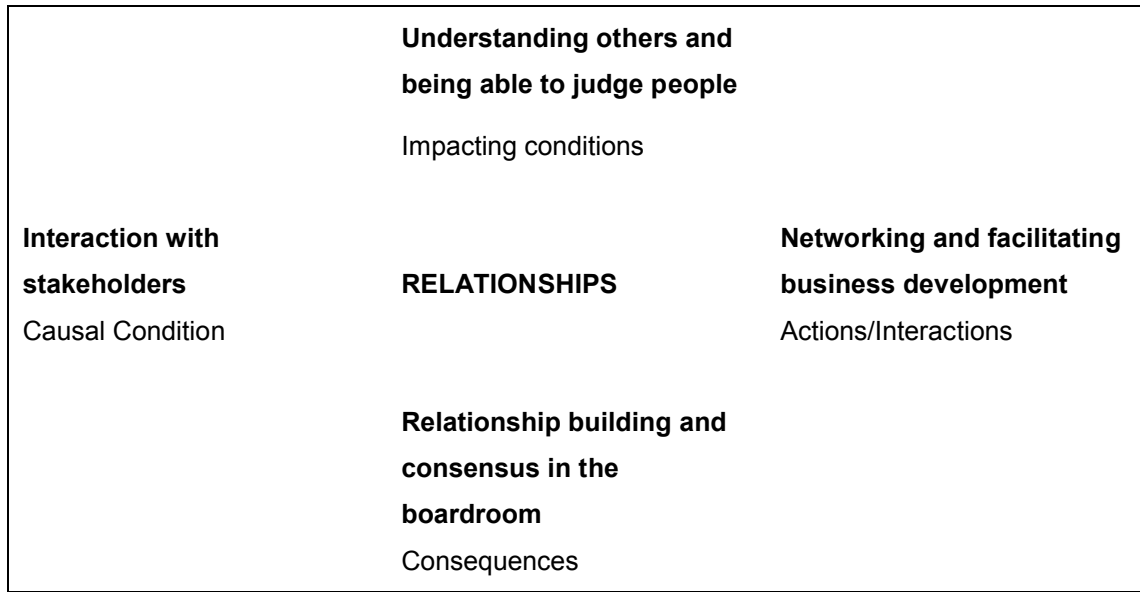 Understanding others and
being able to judge people
Impacting conditions
Interaction with
stakeholders
Causal Condition
RELATIONSHIPS
Networking and facilitating
business development
Actions/Interactions
Relationship building and
consensus in the
boardroom
Consequences